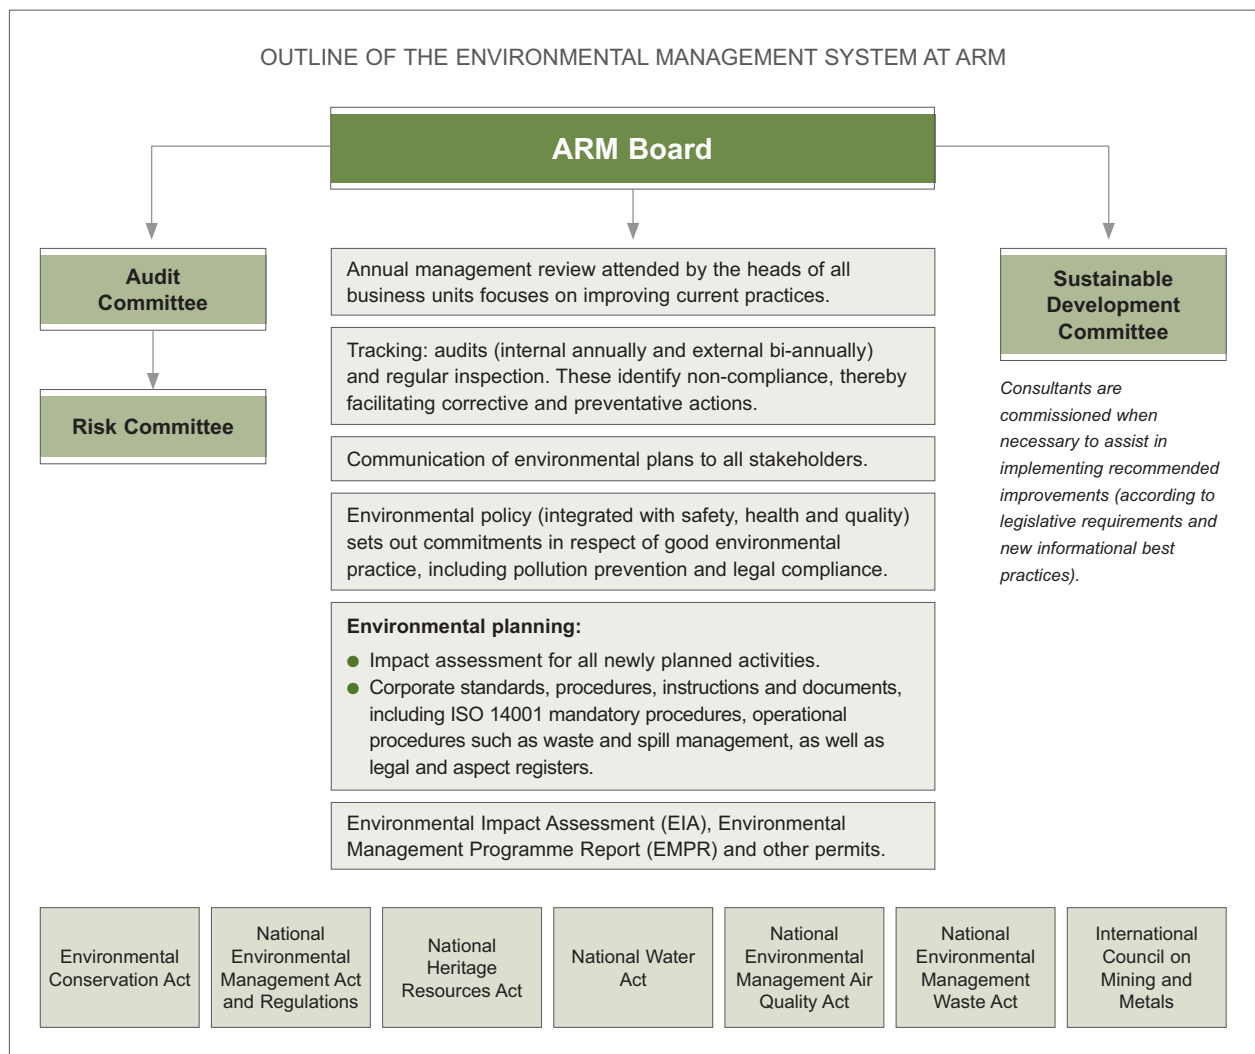 OUTLINE OF THE ENVIRONMENTAL MANAGEMENT SYSTEM AT ARM
ARM Board
Audit
Committee
Risk Committee
Annual management review attended by the heads of all
business units focuses on improving current practices.
Tracking: audits (internal annually and external bi-annually)
and regular inspection. These identify non-compliance, thereby
facilitating corrective and preventative actions.
Communication of environmental plans to all stakeholders.
Environmental policy (integrated with safety, health and quality)
sets out commitments in respect of good environmental
practice, including pollution prevention and legal compliance.
Environmental planning:
● Impact assessment for all newly planned activities.
● Corporate standards, procedures, instructions and documents,
including ISO 14001 mandatory procedures, operational
procedures such as waste and spill management, as well as
legal and aspect registers.
Environmental Impact Assessment (EIA), Environmental
Management Programme Report (EMPR) and other permits.
Sustainable
Development
Committee
Consultants are
commissioned when
necessary to assist in
implementing recommended
improvements (according to
legislative requirements and
new informational best
practices).
Environmental
Conservation Act
National
Environmental
Management Act
and Regulations
National
Heritage
Resources Act
National Water
Act
National
Environmental
Management Air
Quality Act
National
Environmental
Management
Waste Act
International
Council on
Mining and
Metals